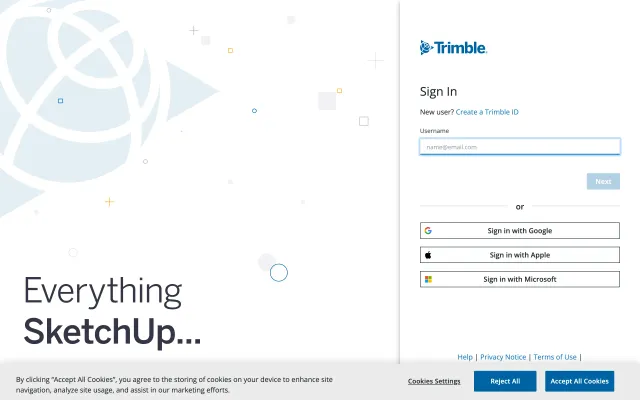 Trimble
Sign In
New user? Create a Trimble ID
Username
name@email.com
Next
or
Sign in with Google
Sign in with Apple
Sign in with Microsoft
Everything
SketchUp...
Help | Privacy Notice | Terms of Use |
By clicking "Accept All Cookies", you agree to the storing of cookies on your device to enhance site
navigation, analyze site usage, and assist in our marketing efforts.
Cookies Settings
Reject All
Accept All Cookies